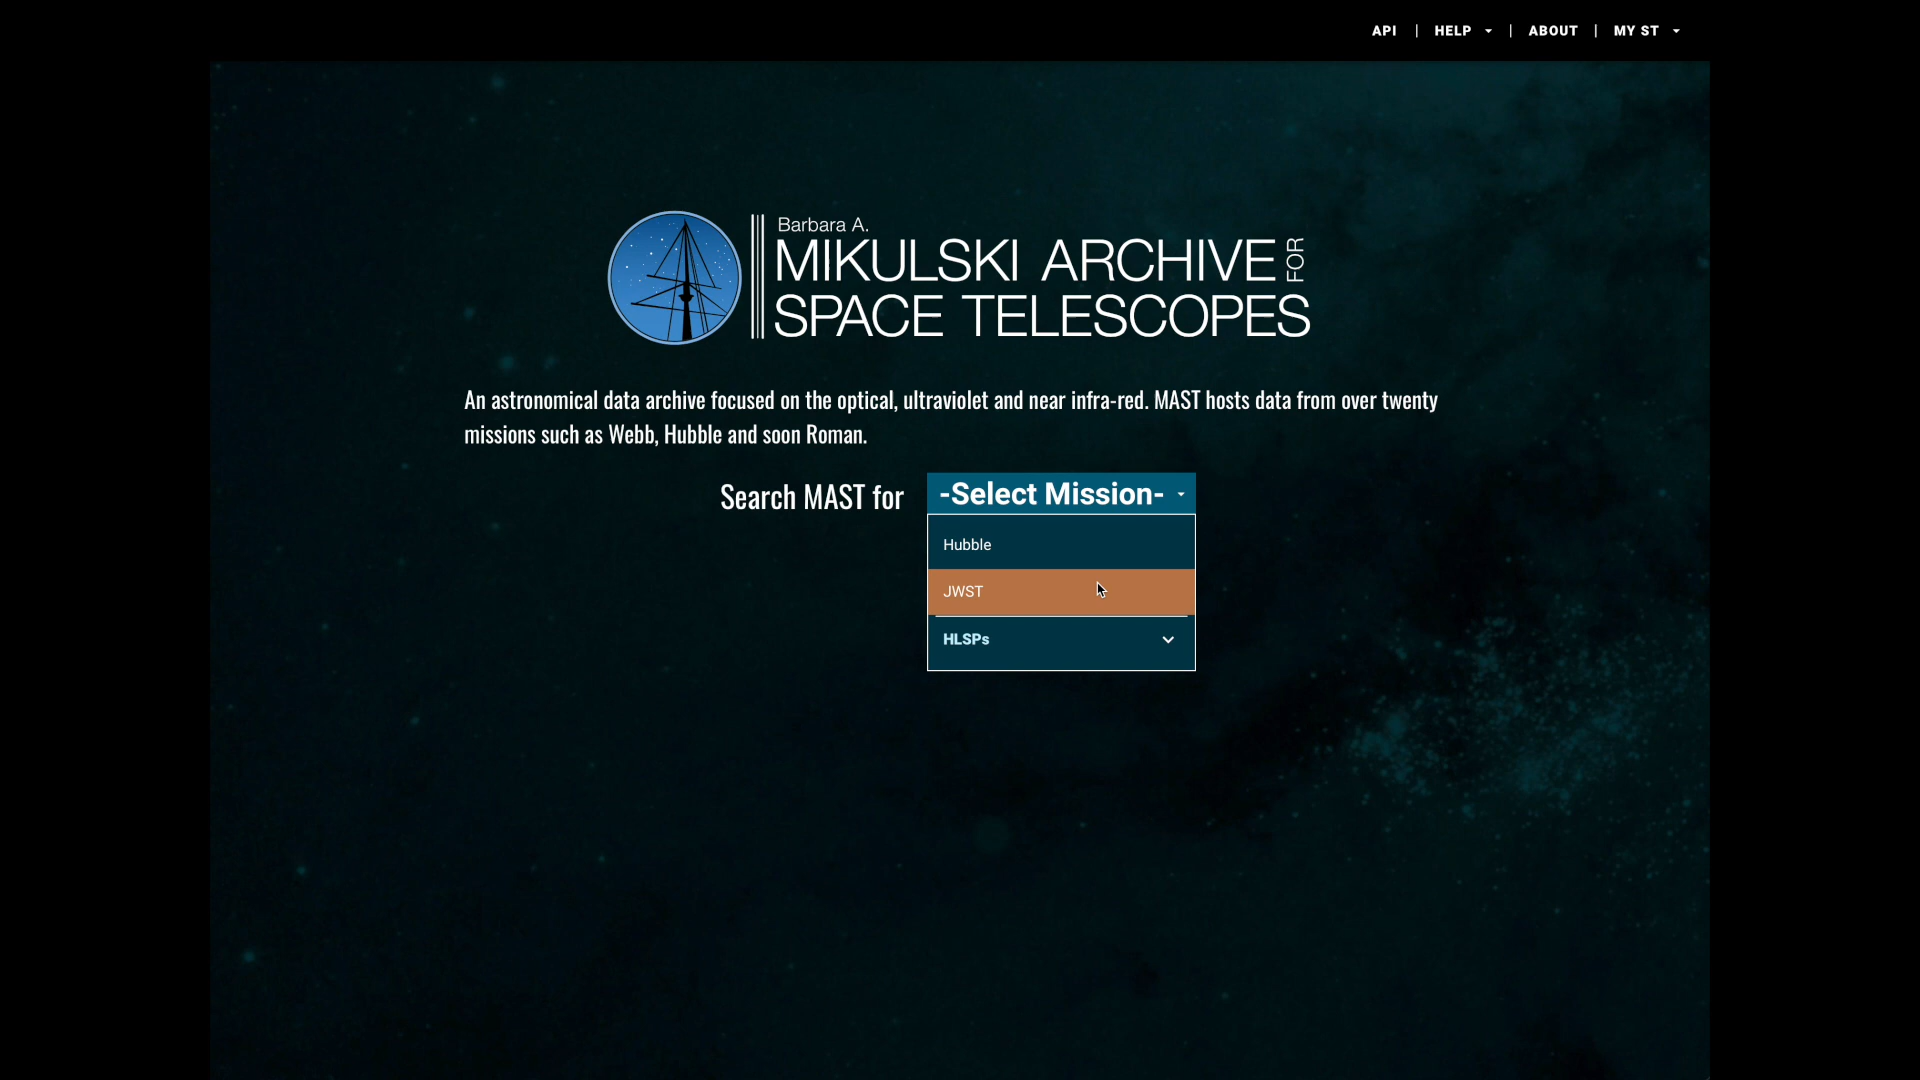 API | HELP | ABOUT | MY ST
Barbara A.
MIKULSKI ARCHIVE FOR
SPACE TELESCOPES
An astronomical data archive focused on the optical, ultraviolet and near infra-red. MAST hosts data from over twenty
missions such as Webb, Hubble and soon Roman.
Search MAST for -Select Mission-
Hubble
JWST
HLSPs